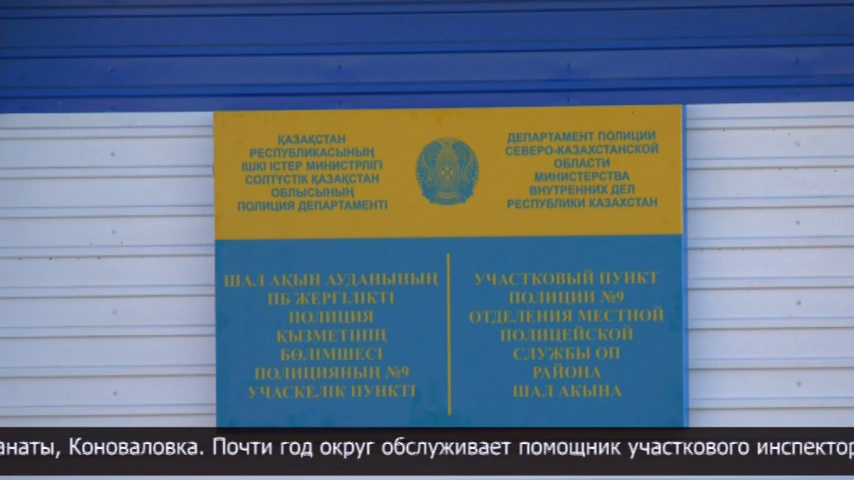 ҚАЗАҚСТАН
РЕСПУБЛИКАСЫНЫҢ
ІШКІ ІСТЕР МИНИСТРЛІГІ
СОЛТҮСТІК ҚАЗАҚСТАН
ОБЛЫСЫНЫҢ
ПОЛИЦИЯ ДЕПАРТАМЕНТІ
ДЕПАРТАМЕНТ ПОЛИЦИИ
СЕВЕРО-КАЗАХСТАНСКОЙ
ОБЛАСТИ
МИНИСТЕРСТВА
ВНУТРЕННИХ ДЕЛ
РЕСПУБЛИКИ КАЗАХСТАН
ШАЛ АҚЫН АУДАНЫНЫҢ
ПБ ЖЕРГІЛІКТІ
ПОЛИЦИЯ
ҚЫЗМЕТІНІҢ
БӨЛІМШЕСІ
ПОЛИЦИЯНЫҢ №9
УЧАСКЕЛІК ПУНКТІ
УЧАСТКОВЫЙ ПУНКТ
ПОЛИЦИИ №9
ОТДЕЛЕНИЯ МЕСТНОЙ
ПОЛИЦЕЙСКОЙ
СЛУЖБЫ ОП
РАЙОНА
ШАЛ АКЫНА
анаты, Коноваловка. Почти год округ обслуживает помощник участкового инспектор